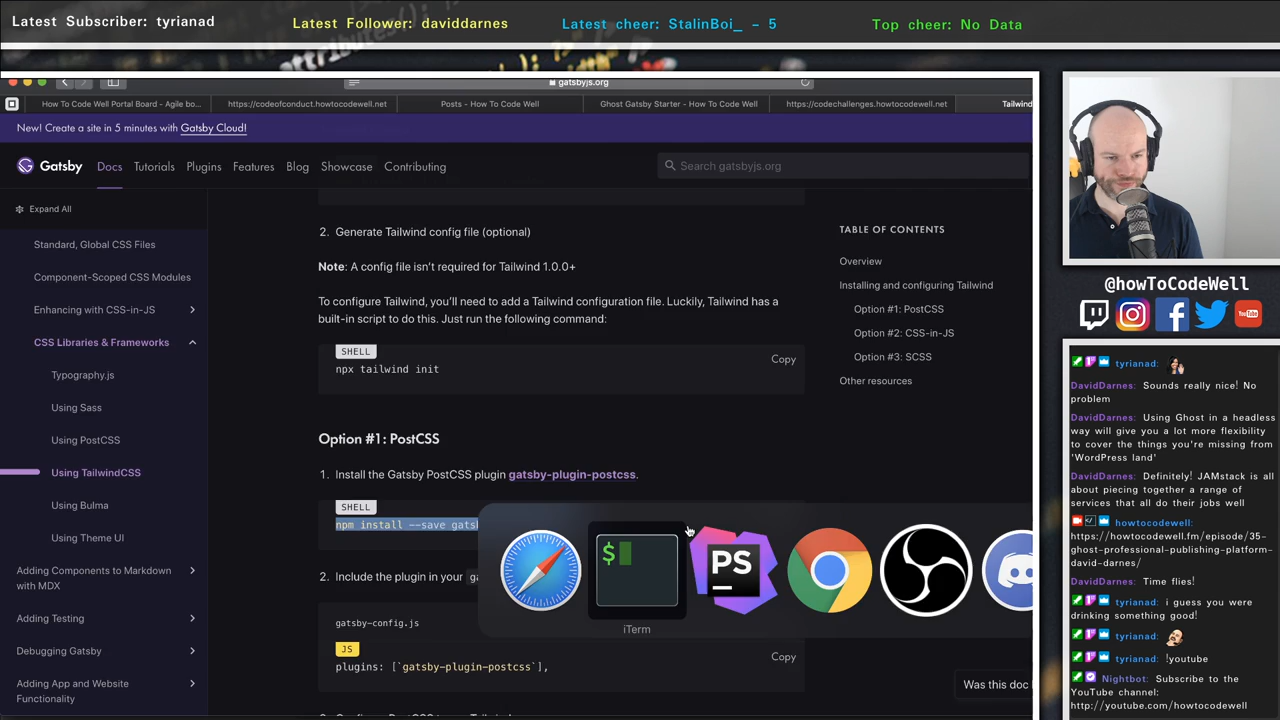 Latest Subscriber: tyrianad
Latest Follower: daviddarnes
Latest cheer: StalinBoi_ - 5
Top cheer: No Data
gatsbyjs.org
How To Code Well Portal Board - Agile bo...
https://codeofconduct.howtocodewell.net
Posts - How To Code Well
Ghost Gatsby Starter - How To Code Well
https://codechallenges.howtocodewell.net
Tailwind
New! Create a site in 5 minutes with Gatsby Cloud!
Gatsby
Docs
Tutorials
Plugins
Features
Blog
Showcase
Contributing
Search gatsbyjs.org
Expand All
Standard, Global CSS Files
Component-Scoped CSS Modules
Enhancing with CSS-in-JS
CSS Libraries & Frameworks
Typography.js
Using Sass
Using PostCSS
Using TailwindCSS
Using Bulma
Using Theme UI
Adding Components to Markdown
with MDX
Adding Testing
Debugging Gatsby
Adding App and Website
Functionality
2. Generate Tailwind config file (optional)
Note: A config file isn't required for Tailwind 1.0.0+
To configure Tailwind, you'll need to add a Tailwind configuration file. Luckily, Tailwind has a
built-in script to do this. Just run the following command:
SHELL
Copy
npx tailwind init
Option #1: PostCSS
1. Install the Gatsby PostCSS plugin gatsby-plugin-postcss.
SHELL
npm install --save gats
2. Include the plugin in your
gatsby-config.js
JS
Copy
plugins: [`gatsby-plugin-postcss`],
TABLE OF CONTENTS
Overview
Installing and configuring Tailwind
Option #1: PostCSS
Option #2: CSS-in-JS
Option #3: SCSS
Other resources
$
PS
iTerm
Was this doc
@howToCodeWell
You Tube
tyrianad:
DavidDarnes: Sounds really nice! No
problem
DavidDarnes: Using Ghost in a headless
way will give you a lot more flexibility
to cover the things you're missing from
'WordPress land'
DavidDarnes: Definitely! JAMstack is all
about piecing together a range of
services that all do their jobs well
howtocodewell:
https://howtocodewell.fm/episode/35-
ghost-professional-publishing-platform-
david-darnes/
DavidDarnes: Time flies!
tyrianad: i guess you were
drinking something good!
tyrianad:
tyrianad: !youtube
Nightbot: Subscribe to the
YouTube channel:
http://youtube.com/howtocodewell